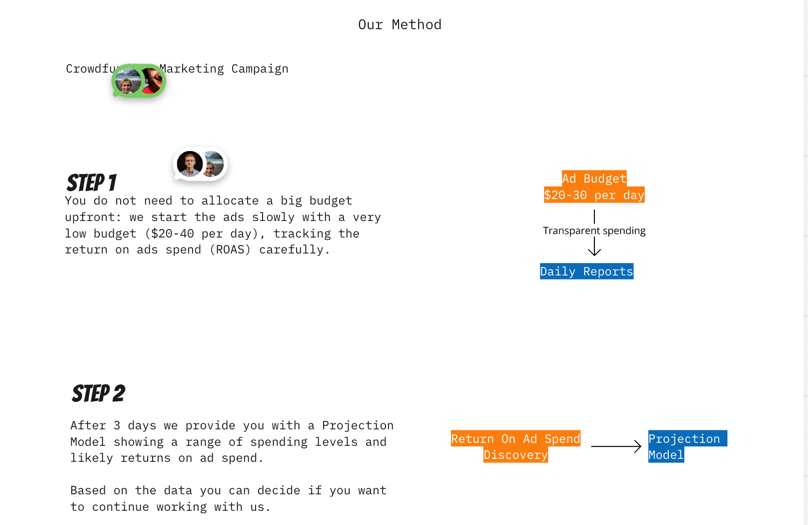 Our Method
Marketing Campaign
STEP 1
You do not need to allocate a big budget
upfront: we start the ads slowly with a very
low budget ($20-40 per day), tracking the
return on ads spend (ROAS) carefully.
Ad Budget
$20-30 per day
Transparent spending
Daily Reports
STEP 2
After 3 days we provide you with a Projection
Model showing a range of spending levels and
likely returns on ad spend.
Based on the data you can decide if you want
to continue working with us.
Return On Ad Spend
Discovery
Projection
Model